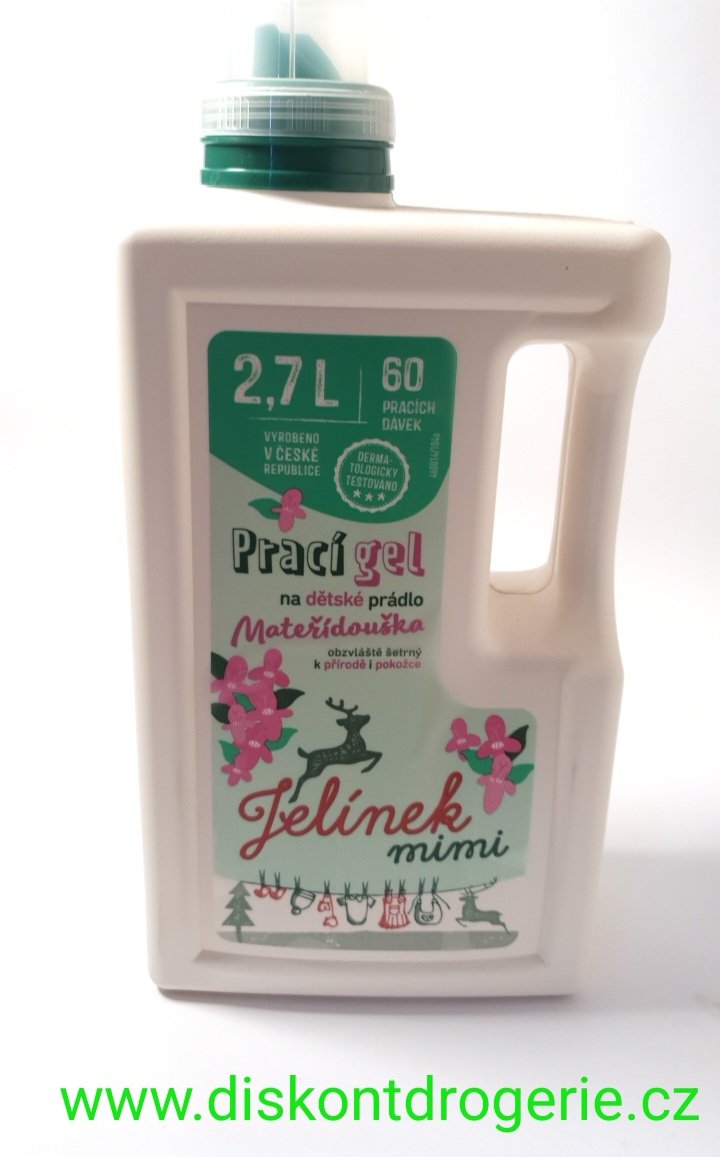 2,7 L
60
PRACÍCH
DÁVEK
VYROBENO
V ČESKÉ
REPUBLICE
DERMA-
TOLOGICKY
TESTOVÁNO
Prací gel
na dětské prádlo
Mateřídouška
obzvláště šetrný
k přírodě i pokožce
Jelínek
mimi
www.diskontdrogerie.cz